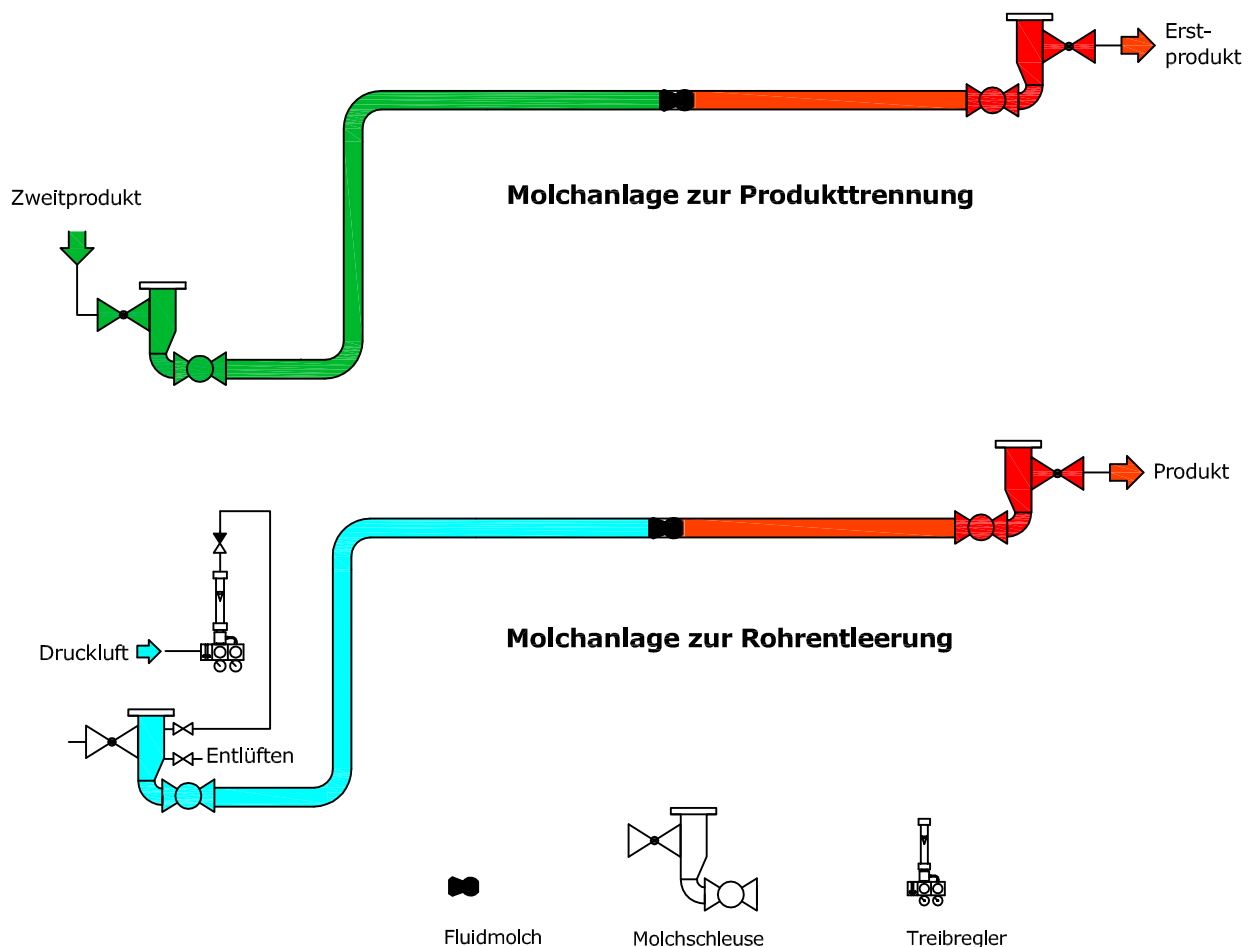 Erst-
produkt
Molchanlage zur Produkttrennung
Zweitprodukt
Produkt
Molchanlage zur Rohrentleerung
Druckluft
Entlüften
Fluidmolch
Molchschleuse
Treibregler